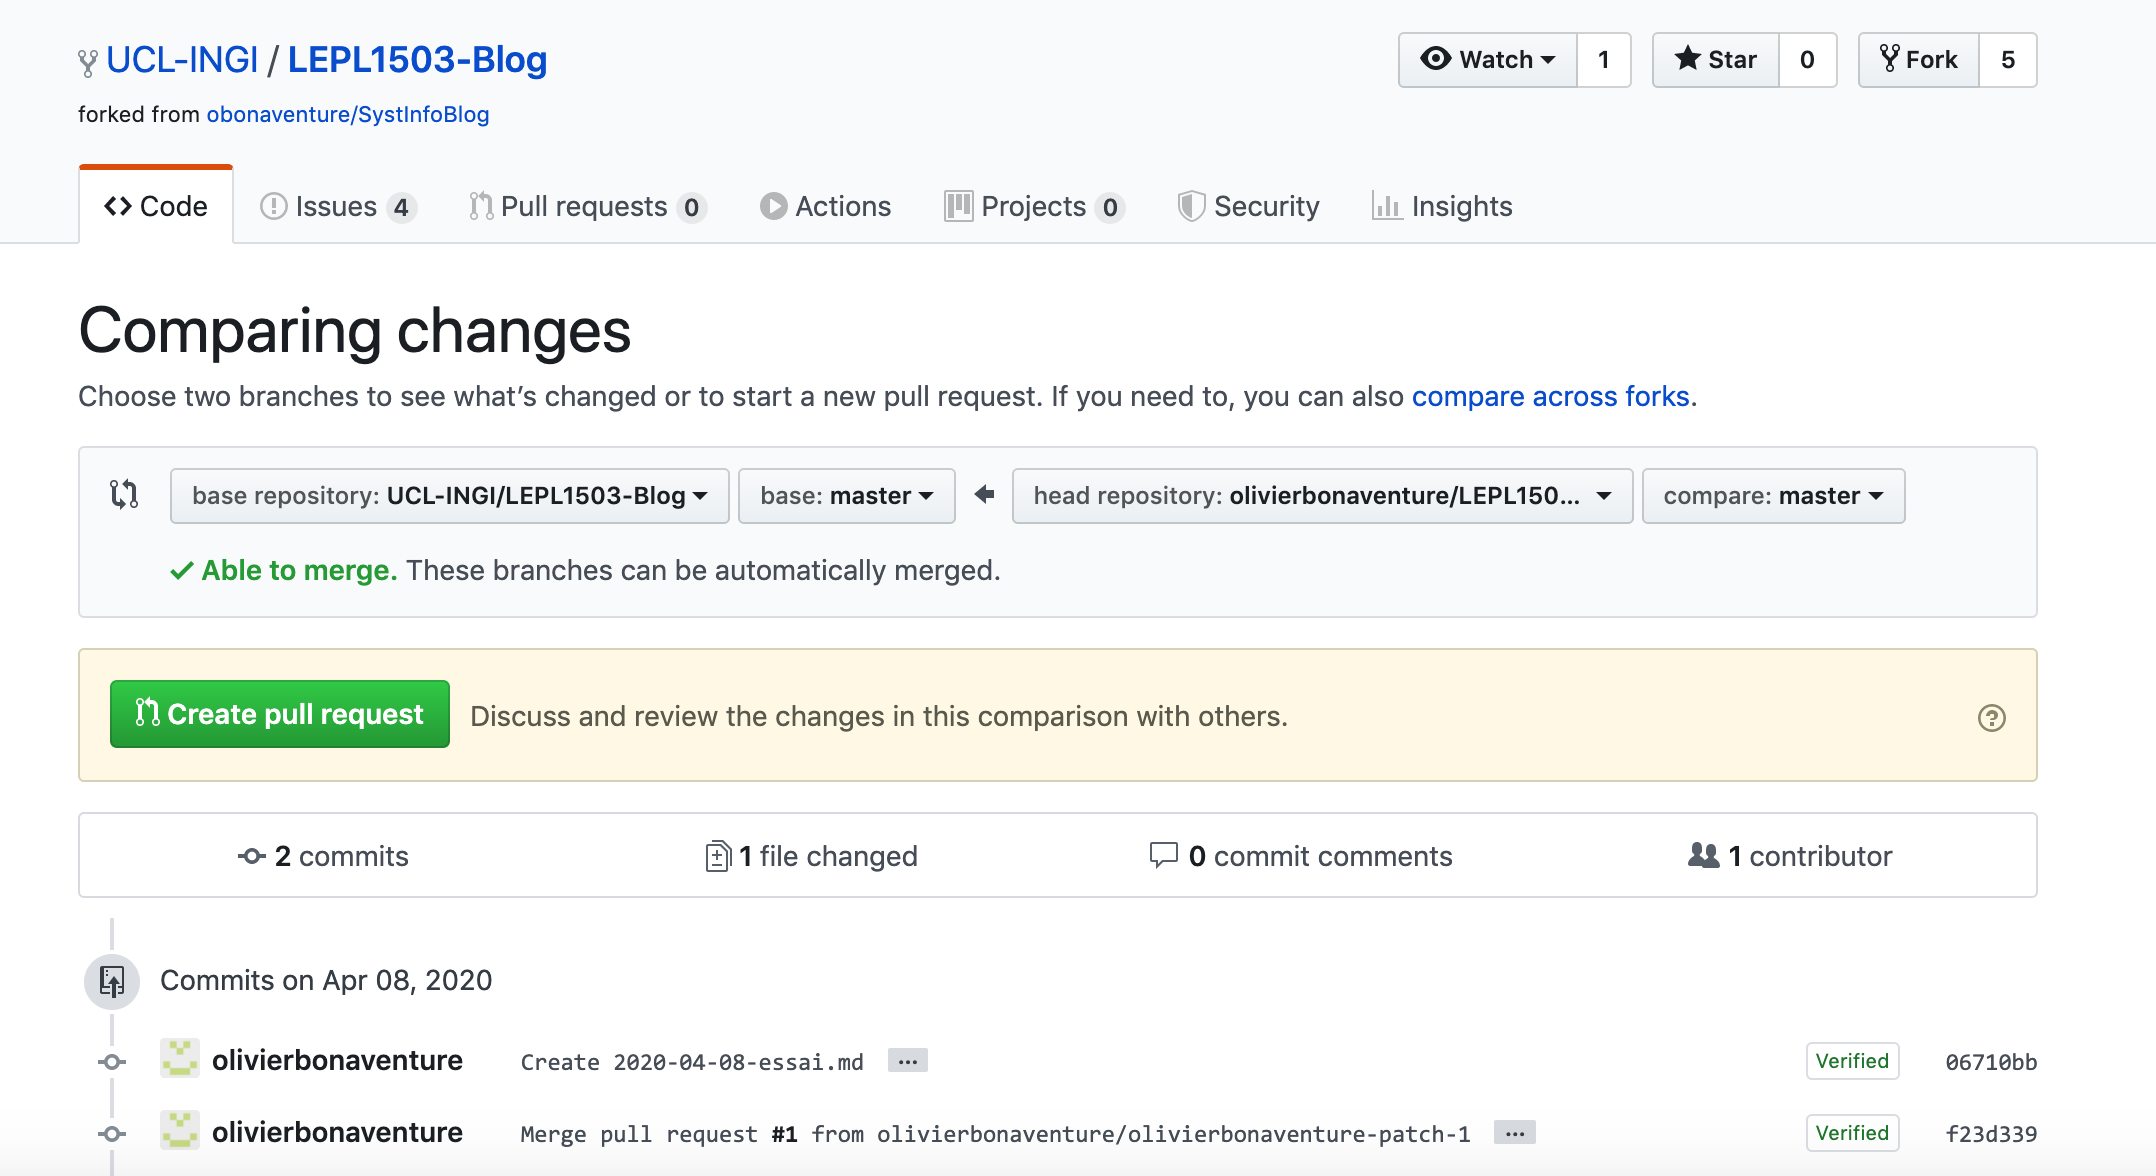 UCL-INGI / LEPL1503-Blog
Watch 1 Star 0 Fork 5
forked from obonaventure/SystInfoBlog
Code Issues 4 Pull requests 0 Actions Projects 0 Security Insights
Comparing changes
Choose two branches to see what’s changed or to start a new pull request. If you need to, you can also compare across forks.
base repository: UCL-INGI/LEPL1503-Blog base: master head repository: olivierbonaventure/LEPL150... compare: master
Able to merge. These branches can be automatically merged.
Create pull request Discuss and review the changes in this comparison with others.
2 commits 1 file changed 0 commit comments 1 contributor
Commits on Apr 08, 2020
olivierbonaventure Create 2020-04-08-essai.md ... Verified 06710bb
olivierbonaventure Merge pull request #1 from olivierbonaventure/olivierbonaventure-patch-1 ... Verified f23d339